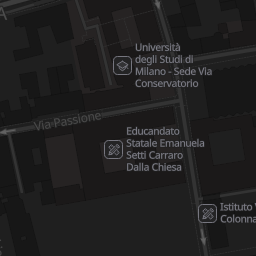 Università
degli Studi di
Milano - Sede Via
Conservatorio
Via Passione
Educandato
Statale Emanuela
Setti Carraro
Dalla Chiesa
Istituto
Colonna